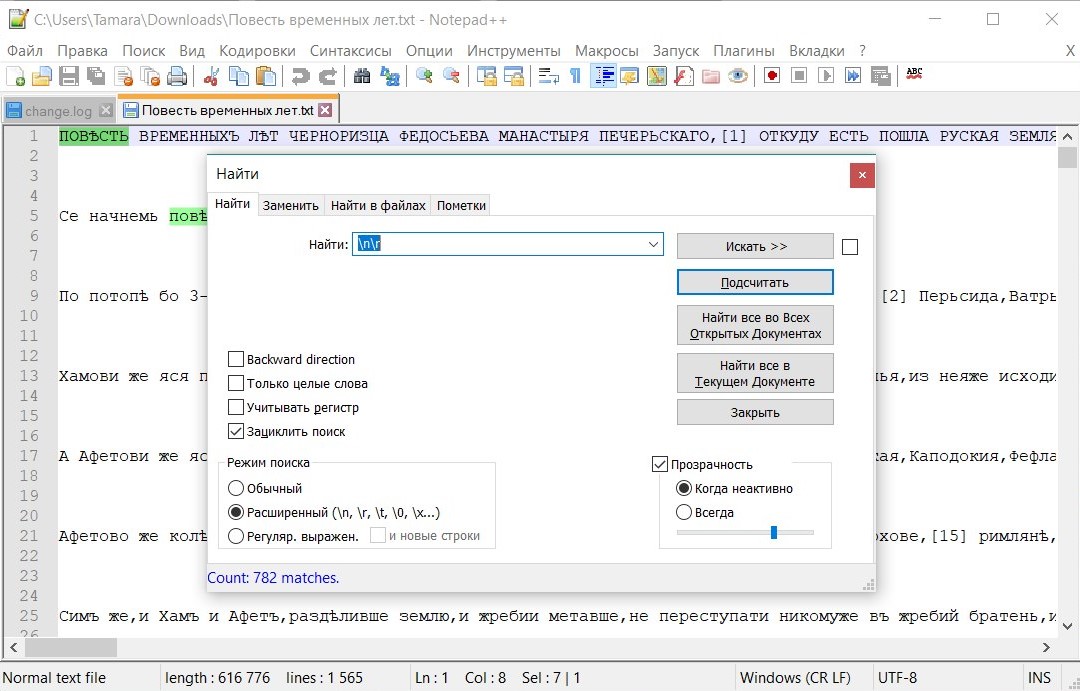 C:\Users\Tamara\Downloads\Повесть временных лет.txt - Notepad++
Файл Правка Поиск Вид Кодировки Синтаксисы Опции Инструменты Макросы Запуск Плагины Вкладки ? X
ABC
change.log Повесть временных лет.txt
1 ПОВѢСТЬ ВРЕМЕННЫХЪ ЛѢТ ЧЕРНОРИЗЦА ФЕДОСЬЕВА МАНАСТЫРЯ ПЕЧЕРЬСКАГО,[1] ОТКУДУ ЕСТЬ ПОШЛА РУСКАЯ ЗЕМЛЯ
2
3
4
5 Се начнемь повѣ
6
7
8
9 По потопѣ бо 3- [2] Перьсида,Ватрь
10
11
12
13 Хамови же яся п ья,из неяже исходи
14
15
16
17 А Афетови же яс кая,Каподокия,Фефла
18
19
20
21 Афетово же колѣ охове,[15] римлянѣ,
22
23
24
25 Симъ же,и Хамъ и Афетъ,раздѣливше землю,и жребии метавше,не переступати никомуже въ жребий братень,и
26
Найти
Найти Заменить Найти в файлах Пометки
Найти: \n\r
Искать >>
Подсчитать
Найти все во Всех
Открытых Документах
Найти все в
Текущем Документе
Закрыть
Backward direction
Только целые слова
Учитывать регистр
Зациклить поиск
Режим поиска
Обычный
Расширенный (\n, \r, \t, \0, \x...)
Регуляр. выражен. и новые строки
Прозрачность
Когда неактивно
Всегда
Count: 782 matches.
Normal text file length : 616 776 lines : 1 565 Ln : 1 Col : 8 Sel : 7 | 1 Windows (CR LF) UTF-8 INS